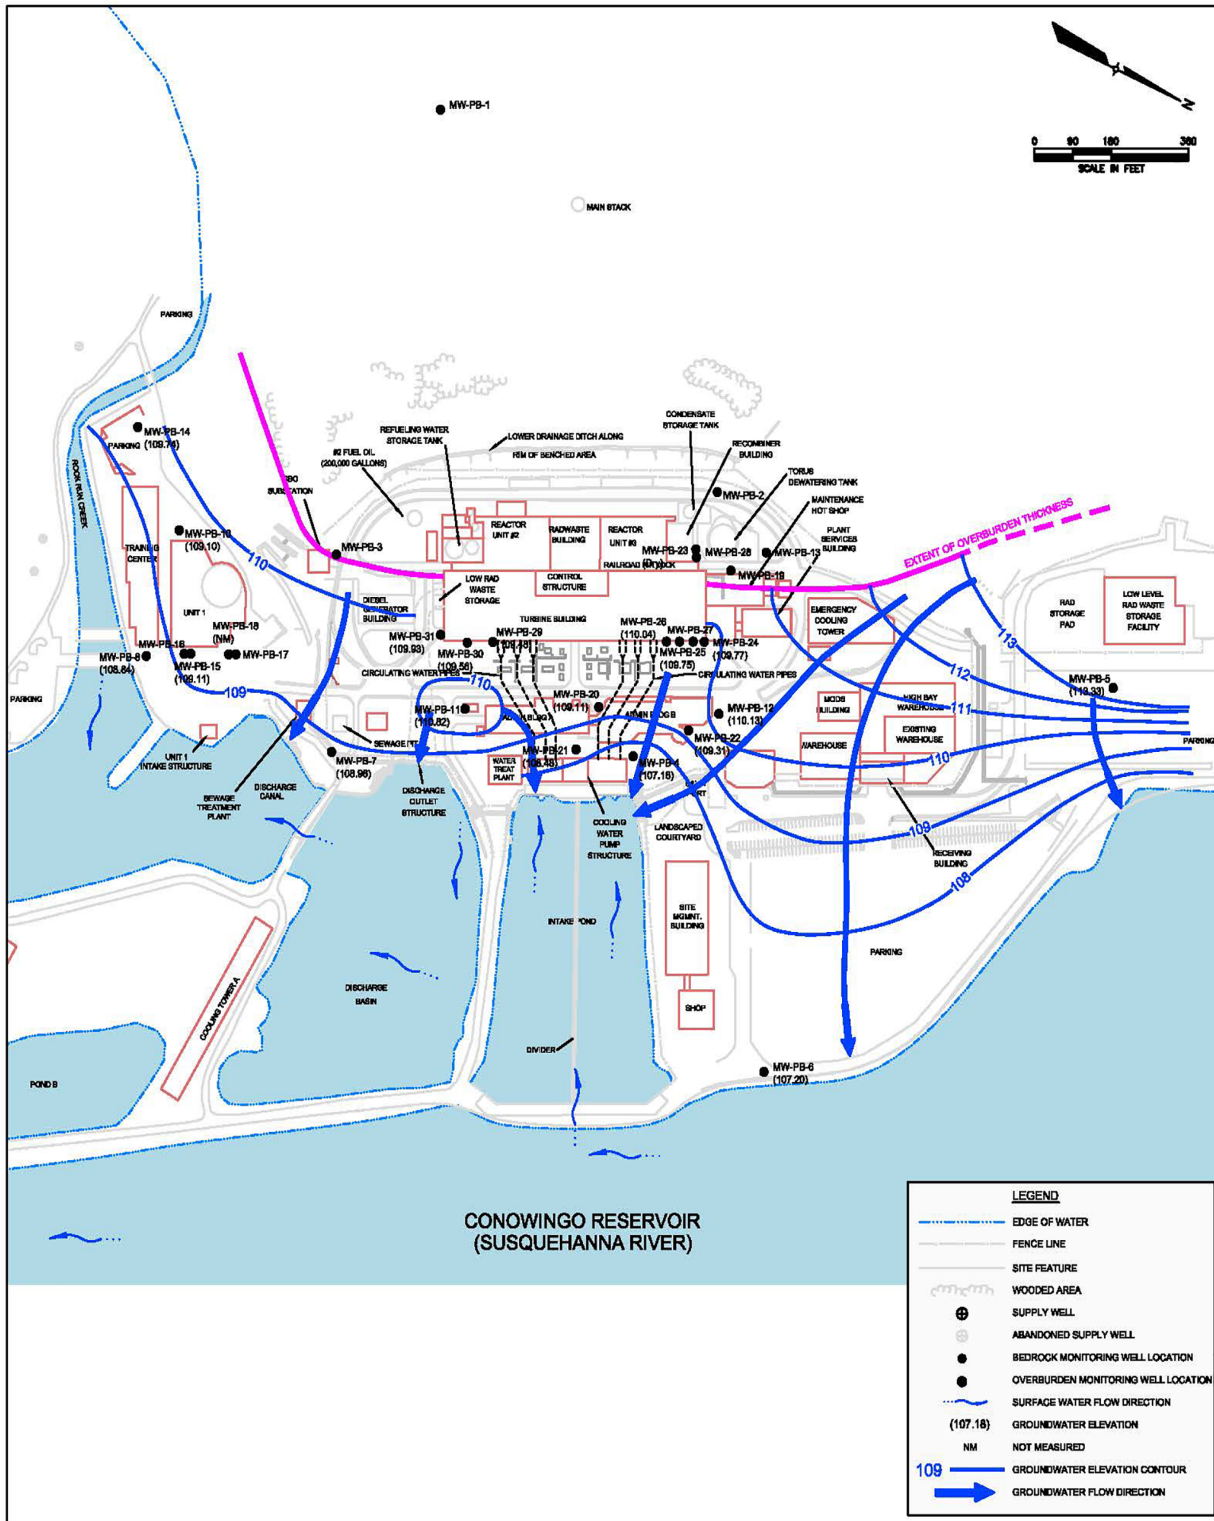 MW-PB-1
N
0 90 180 360
SCALE IN FEET
MAIN STACK
PARKING
CONDENSATE
STORAGE TANK
REFUELING WATER
STORAGE TANK
LOWER DRAINAGE DITCH ALONG
RIM OF BENCHED AREA
RECOMBINER
BUILDING
MW-PB-14
(109.74)
PARKING
#2 FUEL OIL
(200,000 GALLONS)
TORUS
DEWATERING TANK
SUBSTATION
MW-PB-2
MAINTENANCE
HOT SHOP
ROCK RUN CREEK
REACTOR
UNIT #2
RADWASTE
BUILDING
REACTOR
UNIT #3
PLANT
SERVICES
BUILDING
EXTENT OF OVERBURDEN THICKNESS
MW-PB-10
(109.10)
TRAINING
CENTER
MW-PB-3
MW-PB-23
(Dry)
MW-PB-28
MW-PB-13
110
MW-PB-19
LOW RAD
WASTE
STORAGE
CONTROL
STRUCTURE
DIESEL
GENERATOR
BUILDING
UNIT 1
TURBINE BUILDING
EMERGENCY
COOLING
TOWER
RAD
STORAGE
PAD
LOW LEVEL
RAD WASTE
STORAGE
FACILITY
MW-PB-18
(NM)
MW-PB-26
(110.04)
MW-PB-31
(109.93)
MW-PB-29
MW-PB-27
113
MW-PB-16
MW-PB-8
(108.84)
MW-PB-15
(109.11)
MW-PB-17
MW-PB-30
(109.56)
MW-PB-25
(109.75)
MW-PB-24
(109.77)
CIRCULATING WATER PIPES
CIRCULATING WATER PIPES
112
MW-PB-5
(113.33)
PARKING
109
110
MW-PB-20
(109.11)
MW-PB-11
(110.82)
MW-PB-12
(110.13)
MODS
BUILDING
HIGH BAY
WAREHOUSE
111
ADMIN BLDG B
MW-PB-22
(109.31)
EXISTING
WAREHOUSE
WAREHOUSE
PARKING
MW-PB-7
(108.96)
MW-PB-21
(108.48)
MW-PB-4
(107.18)
110
UNIT 1
INTAKE STRUCTURE
WATER
TREAT
PLANT
DISCHARGE
CANAL
SEWAGE
TREATMENT
PLANT
DISCHARGE
OUTLET
STRUCTURE
COOLING
WATER
PUMP
STRUCTURE
LANDSCAPED
COURTYARD
109
RECEIVING
BUILDING
108
SITE
MGMNT.
BUILDING
INTAKE POND
PARKING
COOLING TOWER A
DISCHARGE
BASIN
SHOP
DIVIDER
MW-PB-6
(107.20)
POND B
CONOWINGO RESERVOIR
(SUSQUEHANNA RIVER)
LEGEND
EDGE OF WATER
FENCE LINE
SITE FEATURE
WOODED AREA
SUPPLY WELL
ABANDONED SUPPLY WELL
BEDROCK MONITORING WELL LOCATION
OVERBURDEN MONITORING WELL LOCATION
SURFACE WATER FLOW DIRECTION
(107.18) GROUNDWATER ELEVATION
NM NOT MEASURED
109 GROUNDWATER ELEVATION CONTOUR
GROUNDWATER FLOW DIRECTION